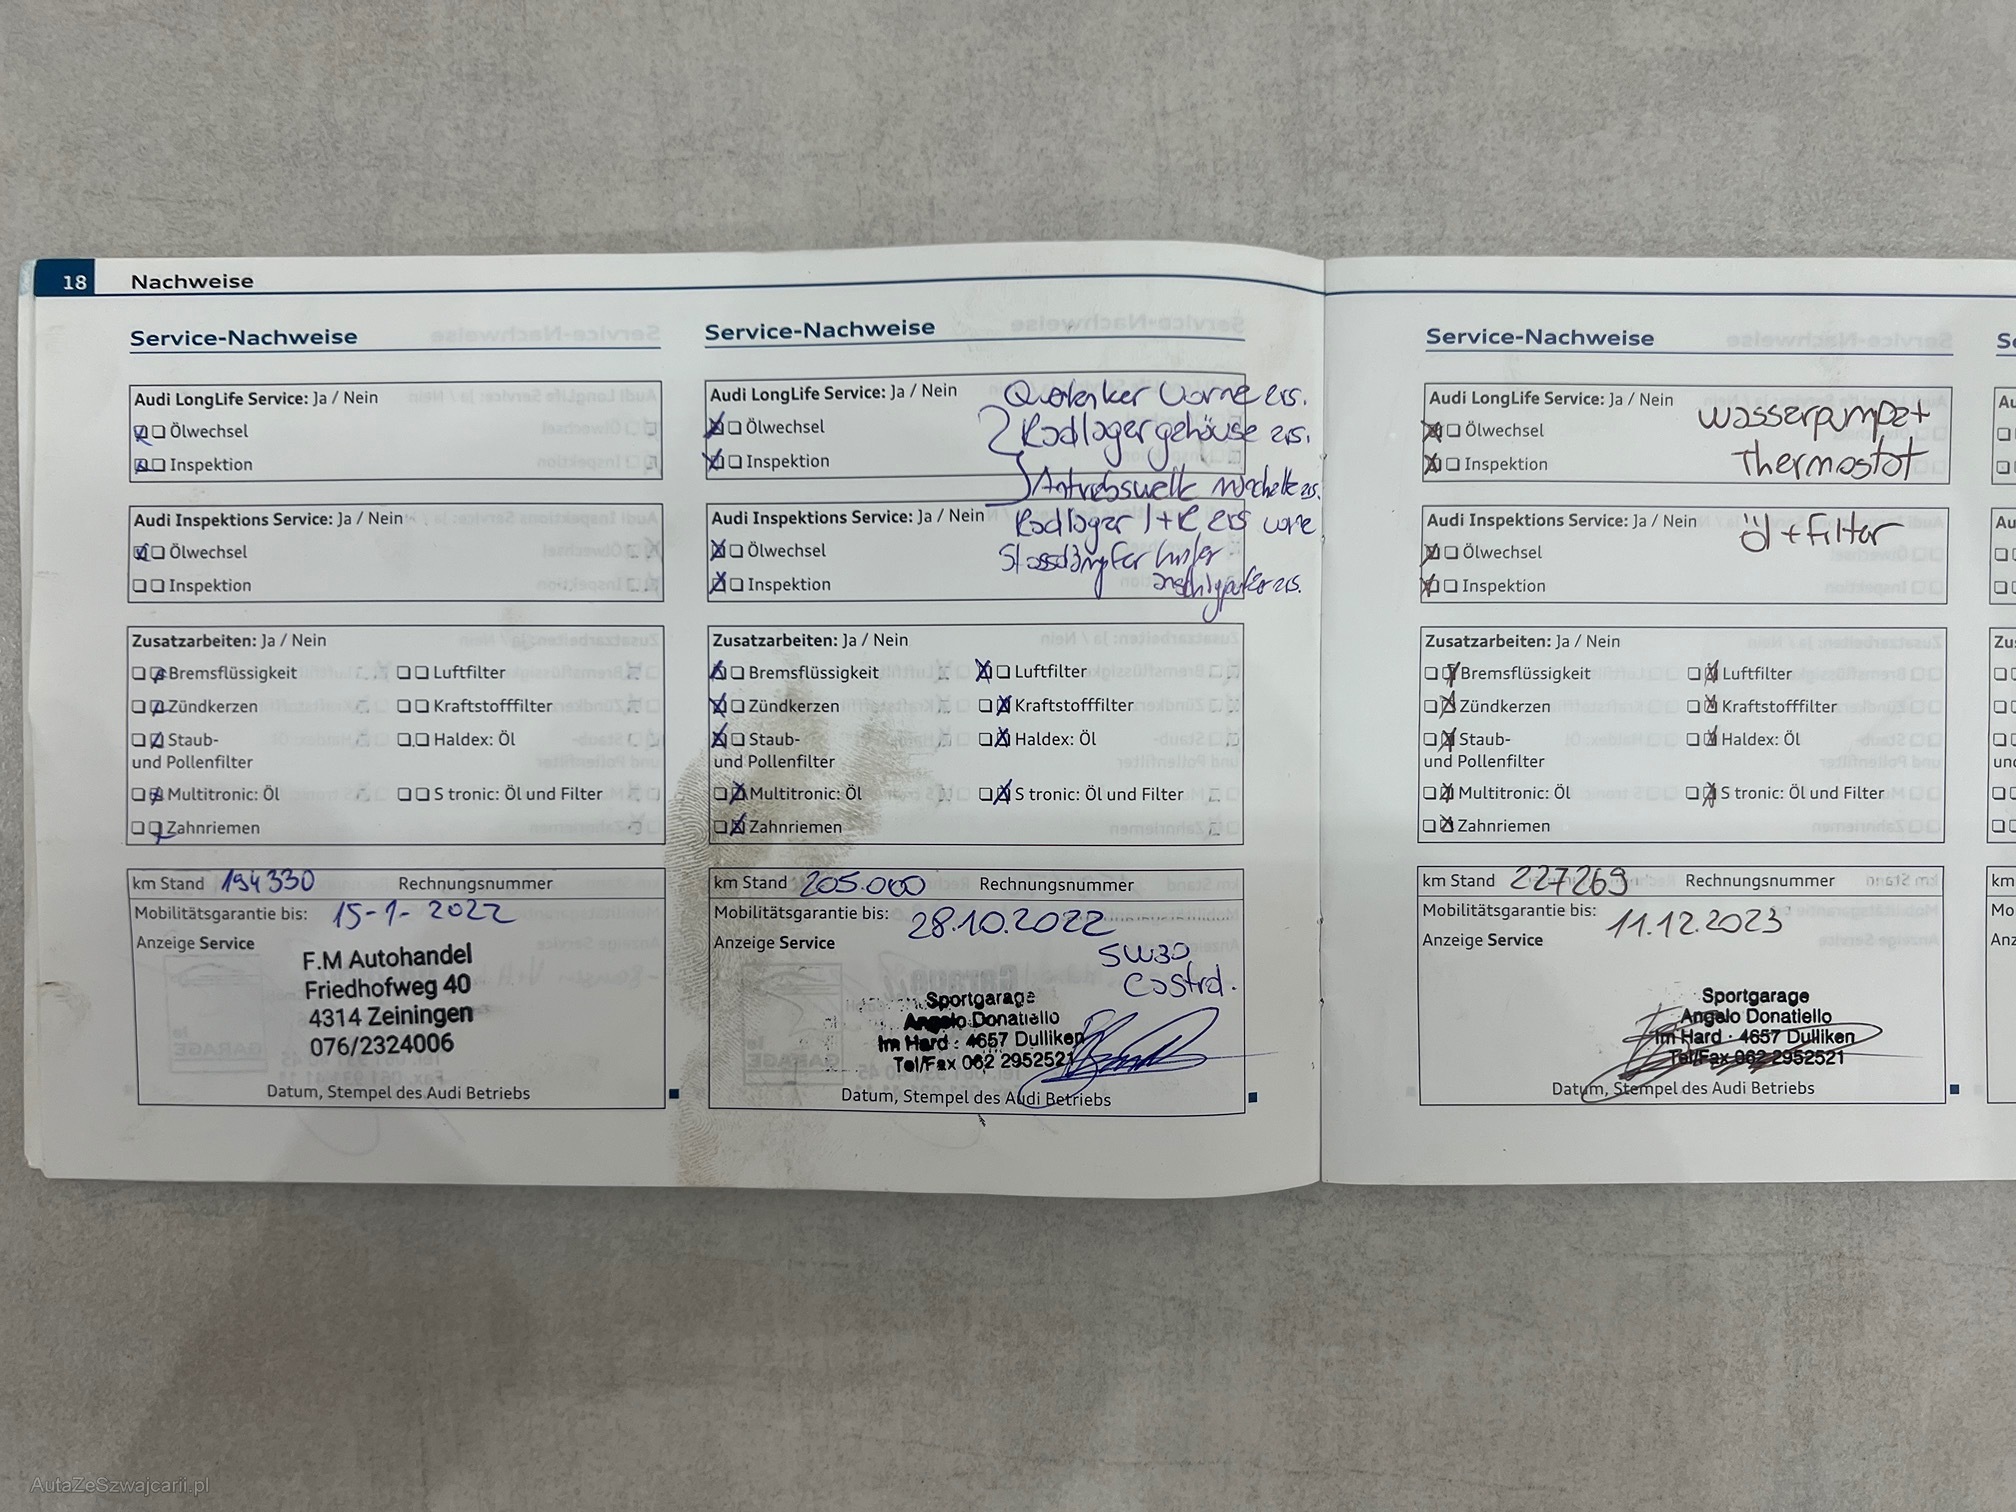 18 Nachweise
Service-Nachweise
Audi LongLife Service: Ja / Nein
Ölwechsel
Inspektion
Audi Inspektions Service: Ja / Nein
Ölwechsel
Inspektion
Zusatzarbeiten: Ja / Nein
Bremsflüssigkeit Luftfilter
Zündkerzen Kraftstofffilter
Staub- Haldex: Öl
und Pollenfilter
Multitronic: Öl S tronic: Öl und Filter
Zahnriemen
km Stand 194330 Rechnungsnummer
Mobilitätsgarantie bis: 15-1-2022
Anzeige Service
F.M Autohandel
Friedhofweg 40
4314 Zeiningen
076/2324006
Datum, Stempel des Audi Betriebs
Service-Nachweise
Audi LongLife Service: Ja / Nein
Querlenker Vorne ers.
Ölwechsel
Radlagergehäuse ers.
Inspektion
Antriebswelle
Audi Inspektions Service: Ja / Nein
Radlager l+R ers vorne
Ölwechsel
Stossdämpfer hinter
Inspektion
Zusatzarbeiten: Ja / Nein
Bremsflüssigkeit Luftfilter
Zündkerzen Kraftstofffilter
Staub- Haldex: Öl
und Pollenfilter
Multitronic: Öl S tronic: Öl und Filter
Zahnriemen
km Stand 205.000 Rechnungsnummer
Mobilitätsgarantie bis: 28.10.2022
Anzeige Service
5W30
Castrol.
Sportgarage
Angelo Donatiello
Im Hard · 4657 Dulliken
Tel/Fax 062 2952521
Datum, Stempel des Audi Betriebs
Service-Nachweise
Audi LongLife Service: Ja / Nein
Wasserpumpe+
Ölwechsel
Thermostat
Inspektion
Audi Inspektions Service: Ja / Nein
Öl+Filter
Ölwechsel
Inspektion
Zusatzarbeiten: Ja / Nein
Bremsflüssigkeit Luftfilter
Zündkerzen Kraftstofffilter
Staub- Haldex: Öl
und Pollenfilter
Multitronic: Öl S tronic: Öl und Filter
Zahnriemen
km Stand 227269 Rechnungsnummer
Mobilitätsgarantie bis: 11.12.2023
Anzeige Service
Sportgarage
Angelo Donatiello
Im Hard · 4657 Dulliken
Tel/Fax 062 2952521
Datum, Stempel des Audi Betriebs
AutaZeSzwajcarii.pl